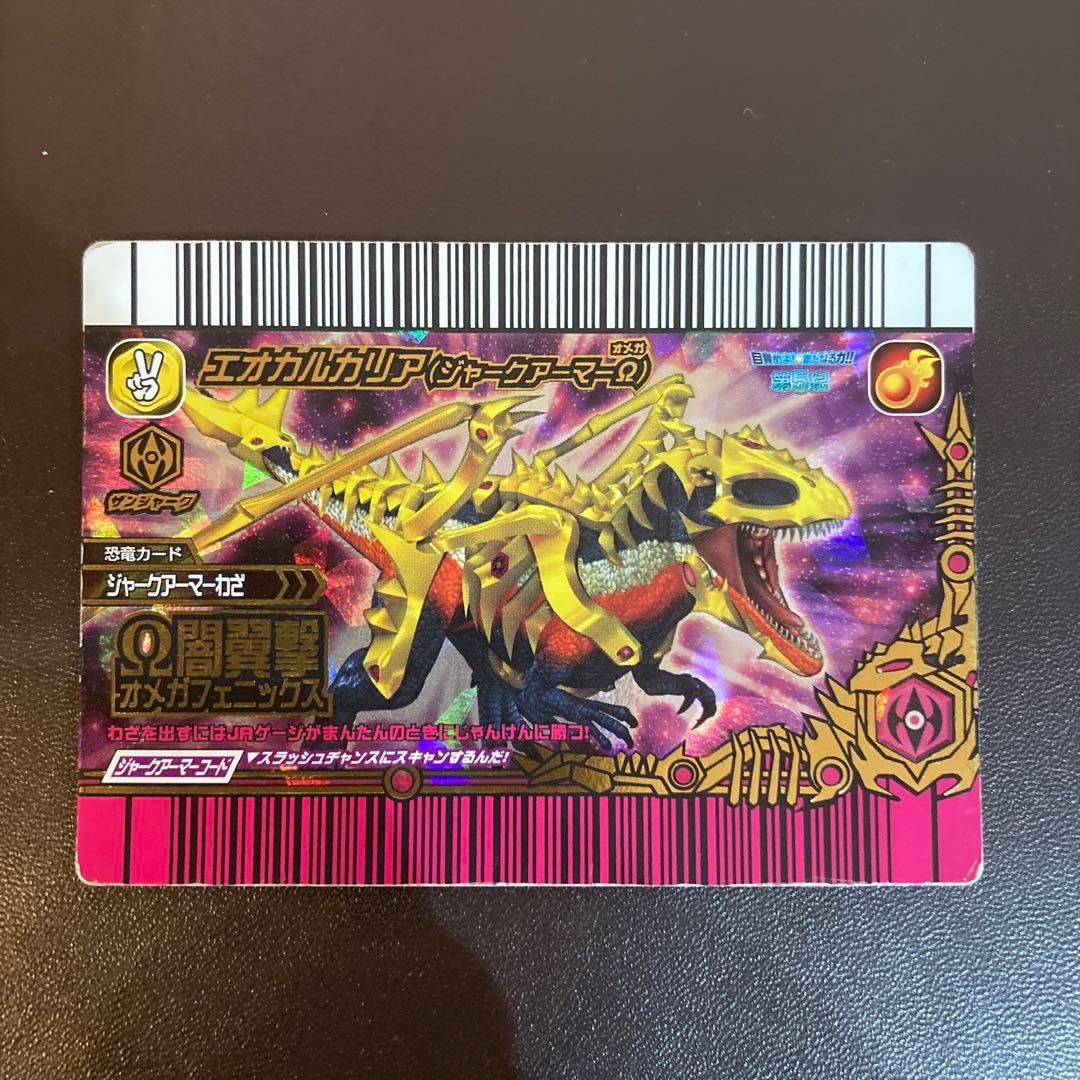 エオカルカリア(ジャークアーマーΩ)
オメガ
目覚めよ!新たなる力!!
第5紀
ザンジャーク
恐竜カード
ジャークアーマーわざ
Ω闇翼撃
オメガフェニックス
わざを出すにはJAゲージがまんたんのときにじゃんけんに勝つ!
ジャークアーマーコード
▼スラッシュチャンスにスキャンするんだ!